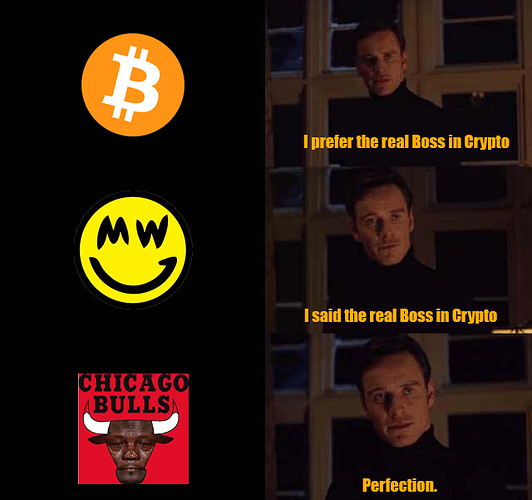 ₿
I prefer the real Boss in Crypto
MW
I said the real Boss in Crypto
CHICAGO
BULLS
Perfection.